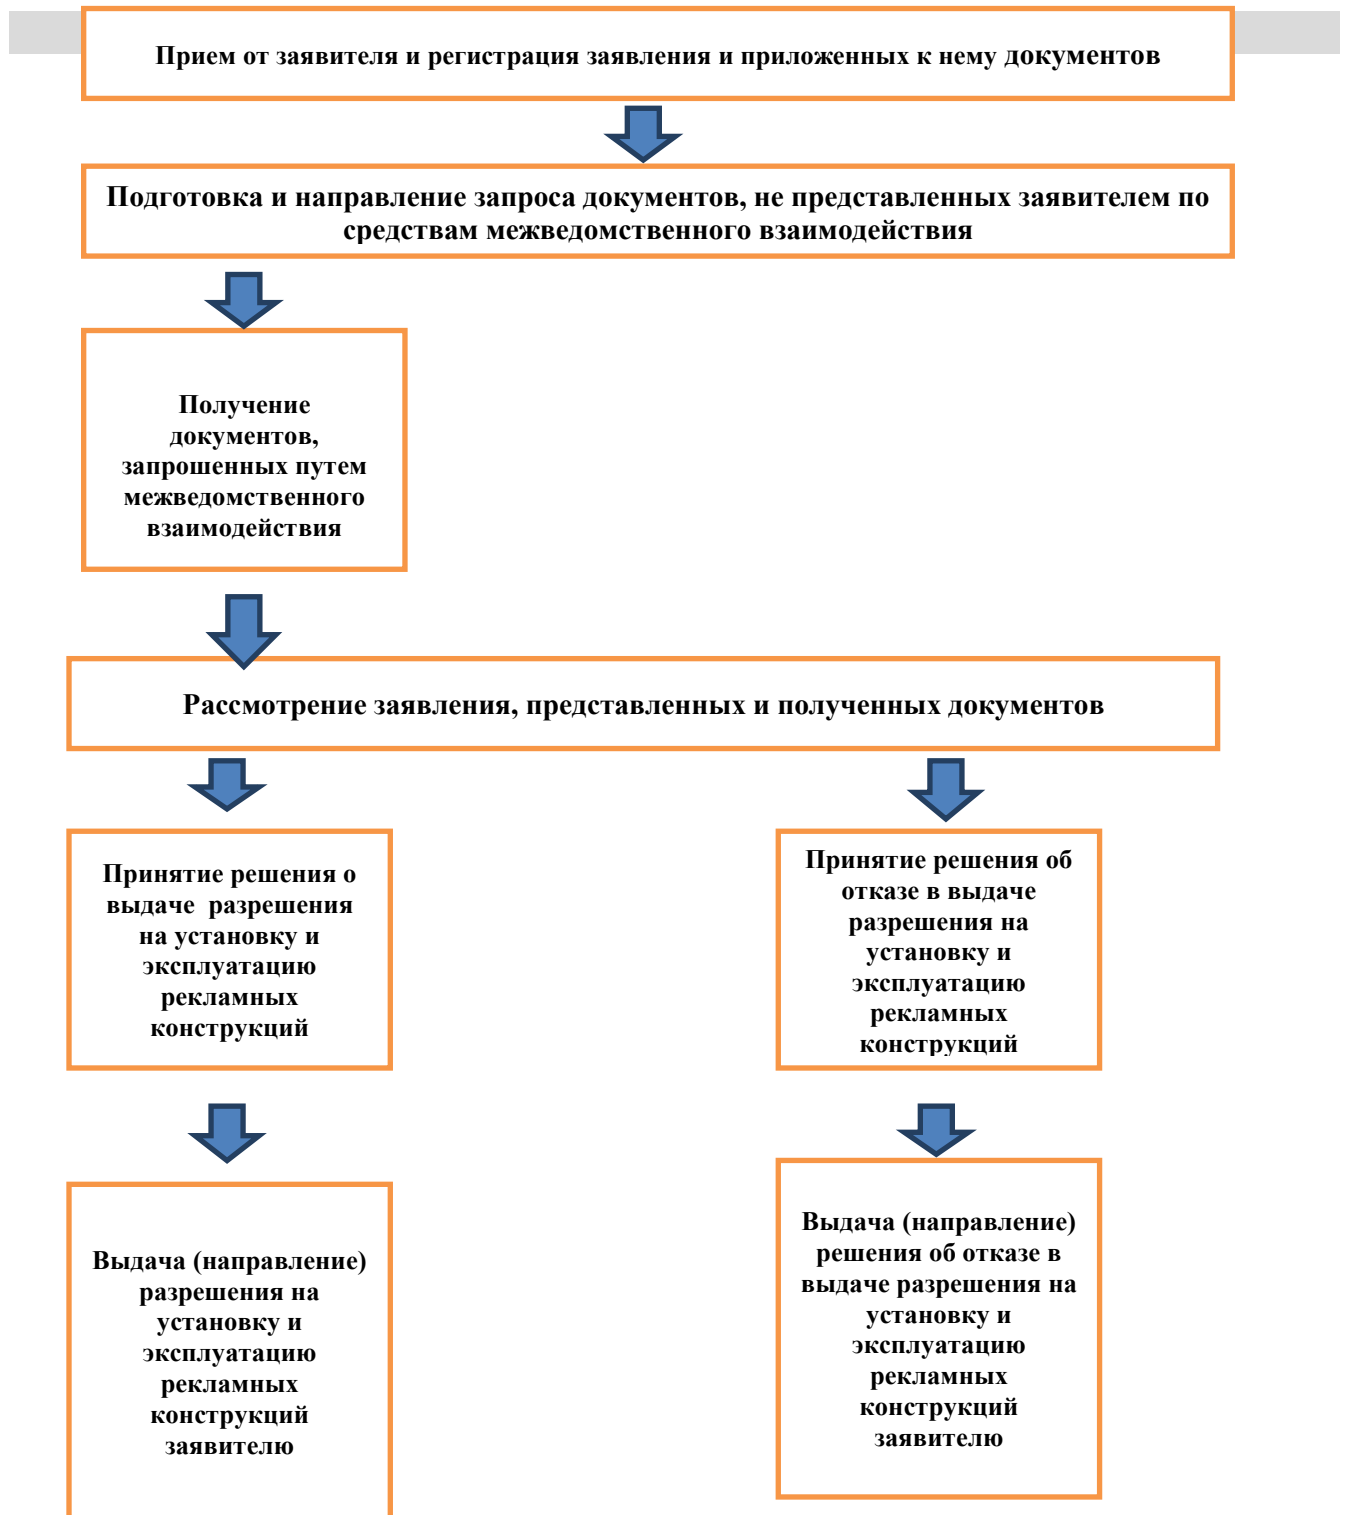 Прием от заявителя и регистрация заявления и приложенных к нему документов
Подготовка и направление запроса документов, не представленных заявителем по
средствам межведомственного взаимодействия
Получение
документов,
запрошенных путем
межведомственного
взаимодействия
Рассмотрение заявления, представленных и полученных документов
Принятие решения о
выдаче разрешения
на установку и
эксплуатацию
рекламных
конструкций
Принятие решения об
отказе в выдаче
разрешения на
установку и
эксплуатацию
рекламных
конструкций
Выдача (направление)
разрешения на
установку и
эксплуатацию
рекламных
конструкций
заявителю
Выдача (направление)
решения об отказе в
выдаче разрешения на
установку и
эксплуатацию
рекламных
конструкций
заявителю